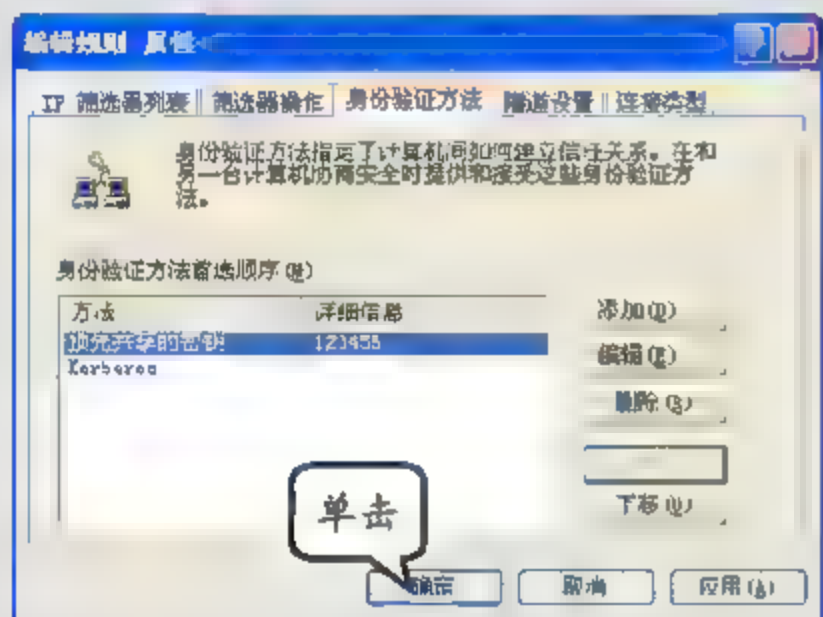 编辑规则 属性
IP 筛选器列表 筛选器操作 身份验证方法 隧道设置 连接类型
身份验证方法指定了计算机间如何建立信任关系。在和
另一台计算机协商安全时提供和接受这些身份验证方
法。
身份验证方法首选顺序(M)
方法 详细信息
预先共享的密钥 123456
Kerberos
添加(D)
编辑(E)
删除(R)
下移(W)
单击
确定 取消 应用(A)